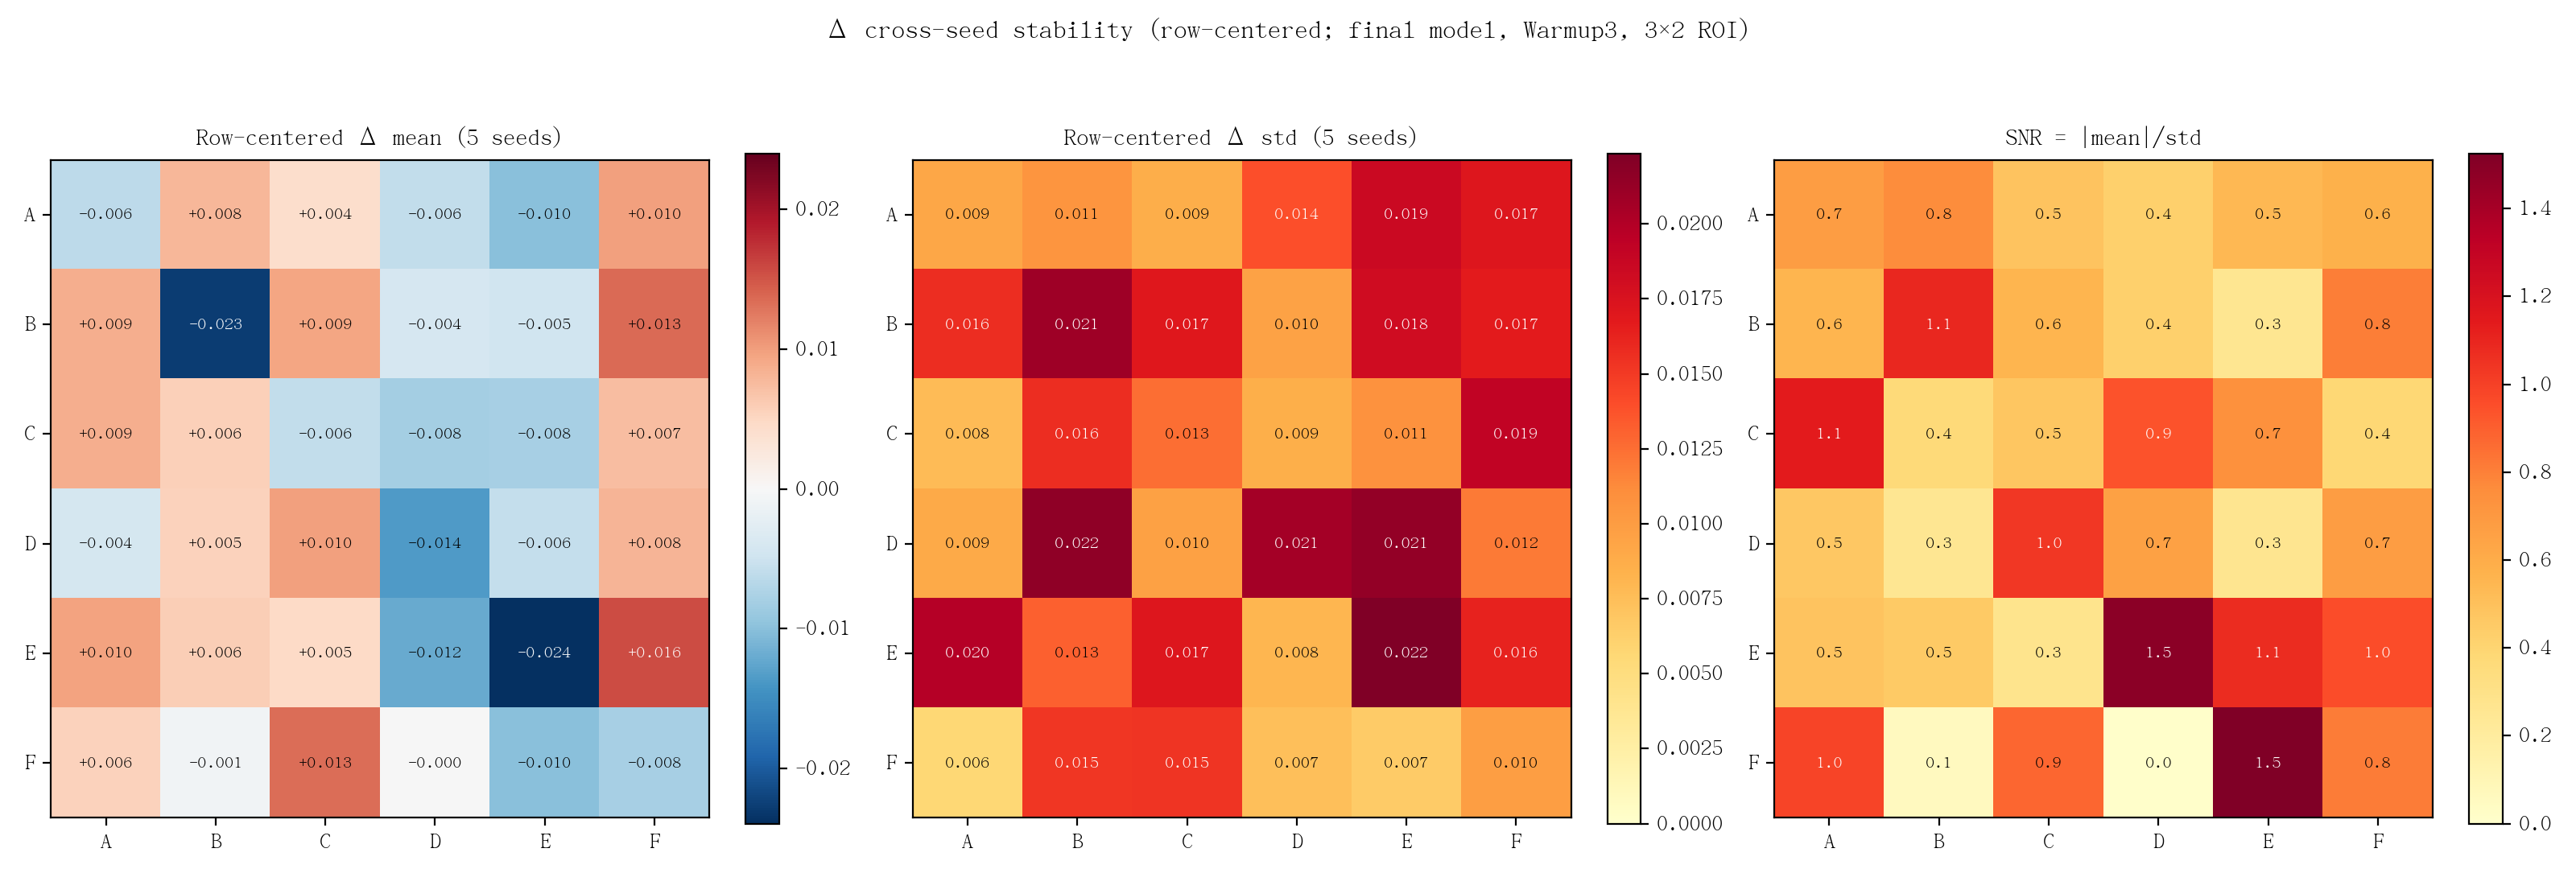 Δ cross-seed stability (row-centered; final model, Warmup3, 3×2 ROI)
Row-centered Δ mean (5 seeds)
A -0.006 +0.008 +0.004 -0.006 -0.010 +0.010
B +0.009 -0.023 +0.009 -0.004 -0.005 +0.013
C +0.009 +0.006 -0.006 -0.008 -0.008 +0.007
D -0.004 +0.005 +0.010 -0.014 -0.006 +0.008
E +0.010 +0.006 +0.005 -0.012 -0.024 +0.016
F +0.006 -0.001 +0.013 -0.000 -0.010 -0.008
A B C D E F
0.02
0.01
0.00
-0.01
-0.02
Row-centered Δ std (5 seeds)
A 0.009 0.011 0.009 0.014 0.019 0.017
B 0.016 0.021 0.017 0.010 0.018 0.017
C 0.008 0.016 0.013 0.009 0.011 0.019
D 0.009 0.022 0.010 0.021 0.021 0.012
E 0.020 0.013 0.017 0.008 0.022 0.016
F 0.006 0.015 0.015 0.007 0.007 0.010
A B C D E F
0.0200
0.0175
0.0150
0.0125
0.0100
0.0075
0.0050
0.0025
0.0000
SNR = |mean|/std
A 0.7 0.8 0.5 0.4 0.5 0.6
B 0.6 1.1 0.6 0.4 0.3 0.8
C 1.1 0.4 0.5 0.9 0.7 0.4
D 0.5 0.3 1.0 0.7 0.3 0.7
E 0.5 0.5 0.3 1.5 1.1 1.0
F 1.0 0.1 0.9 0.0 1.5 0.8
A B C D E F
1.4
1.2
1.0
0.8
0.6
0.4
0.2
0.0